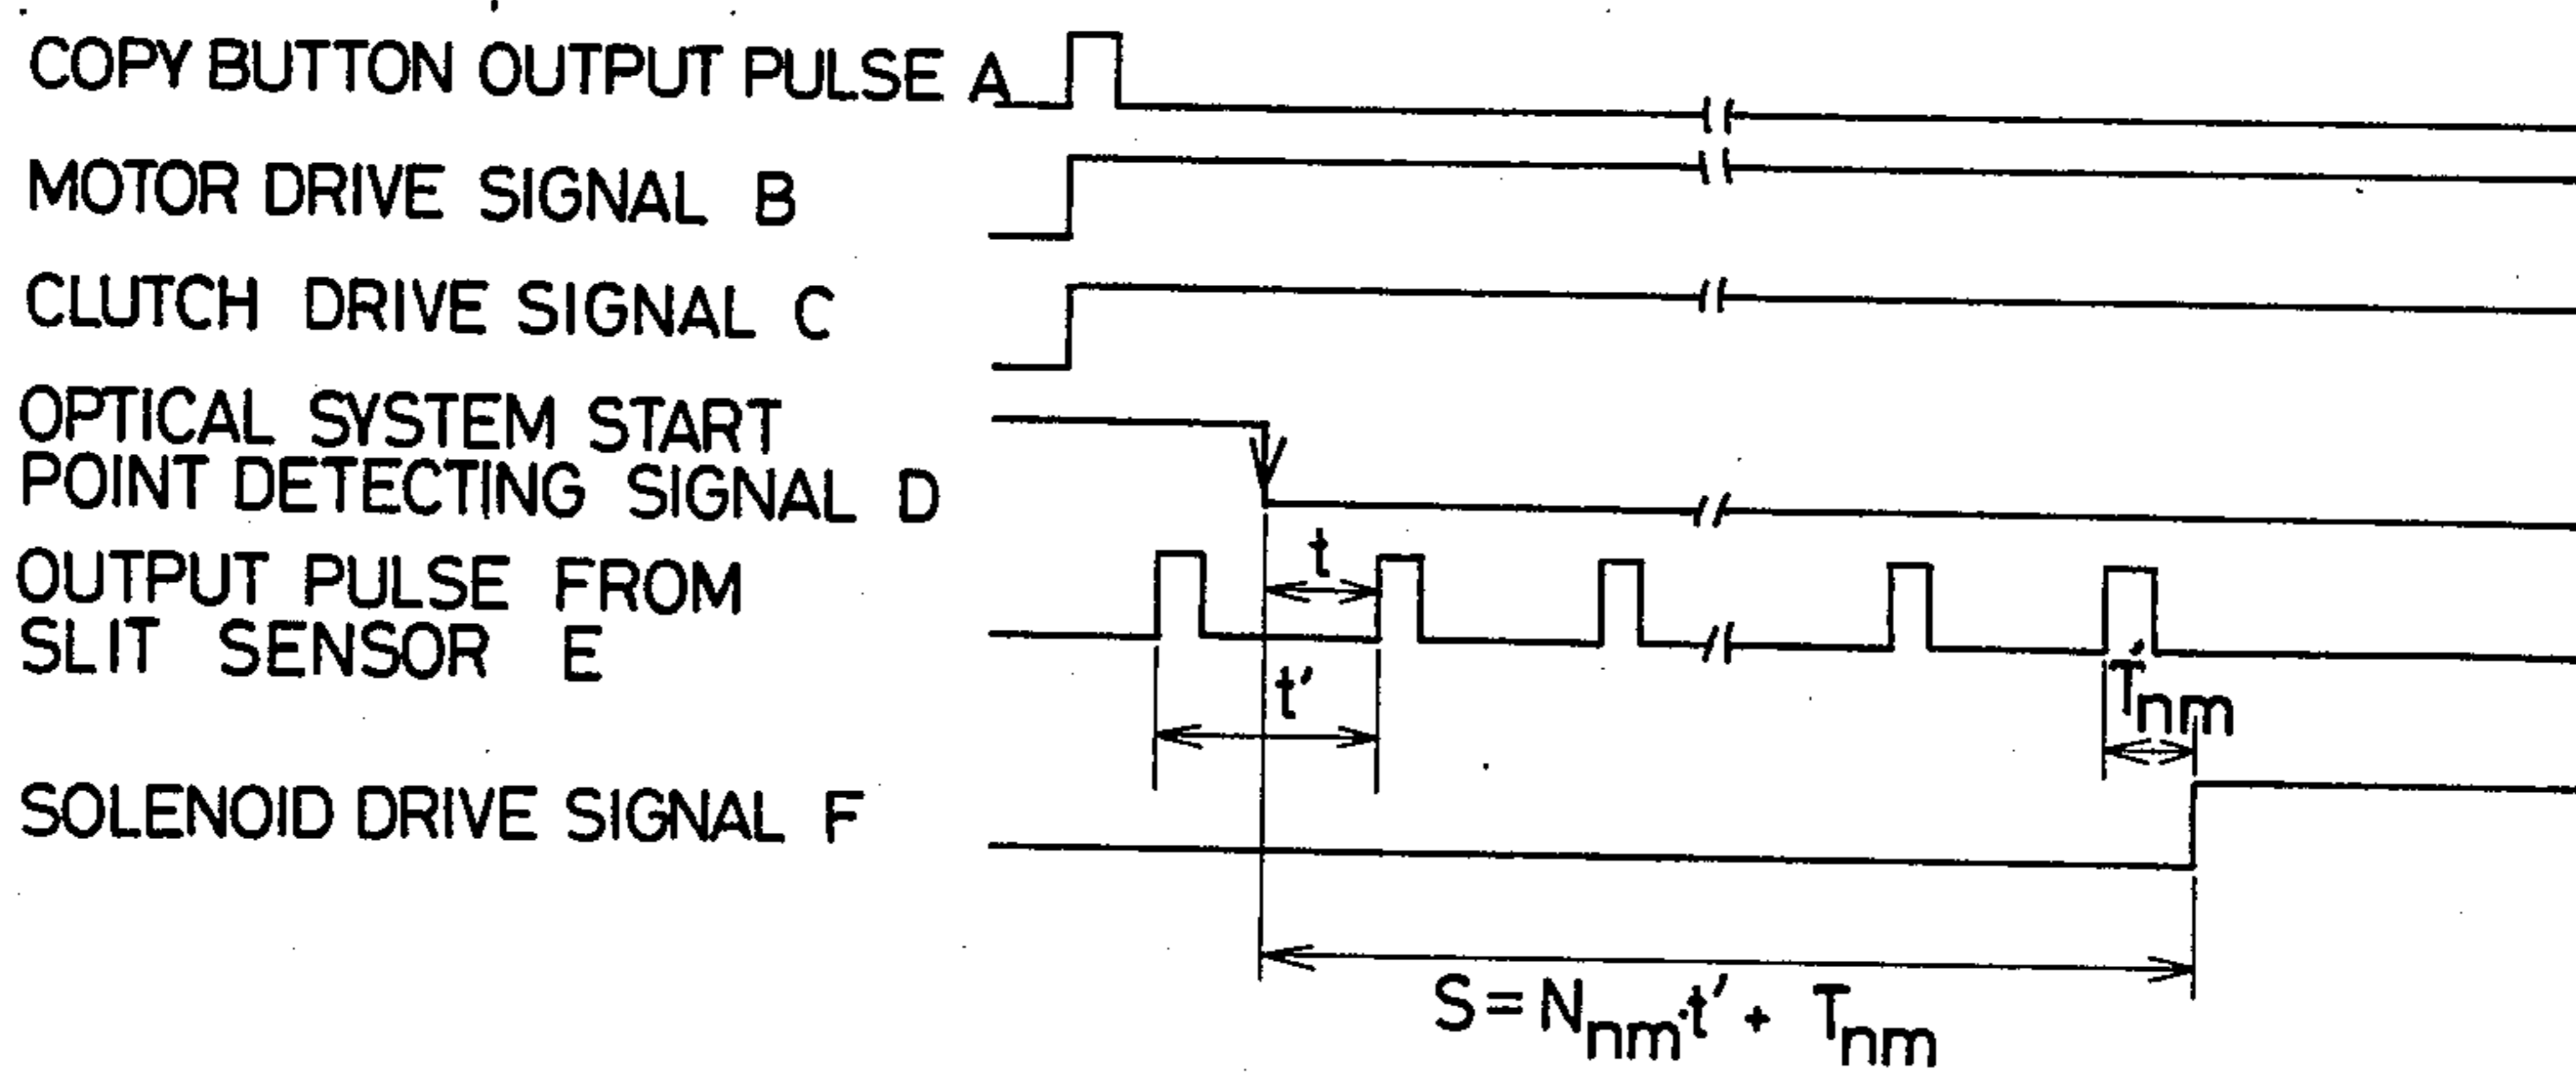 COPY BUTTON OUTPUT PULSE A
MOTOR DRIVE SIGNAL B
CLUTCH DRIVE SIGNAL C
OPTICAL SYSTEM START
POINT DETECTING SIGNAL D
t
OUTPUT PULSE FROM
SLIT SENSOR E
t'
T'nm
SOLENOID DRIVE SIGNAL F
S=Nnm·t' + Tnm